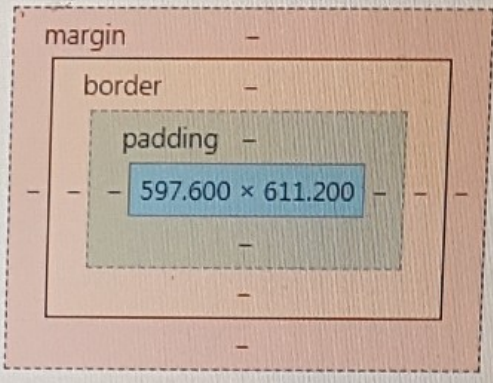 margin –
border –
padding –
– – – 597.600 × 611.200 – – –
–
–
–